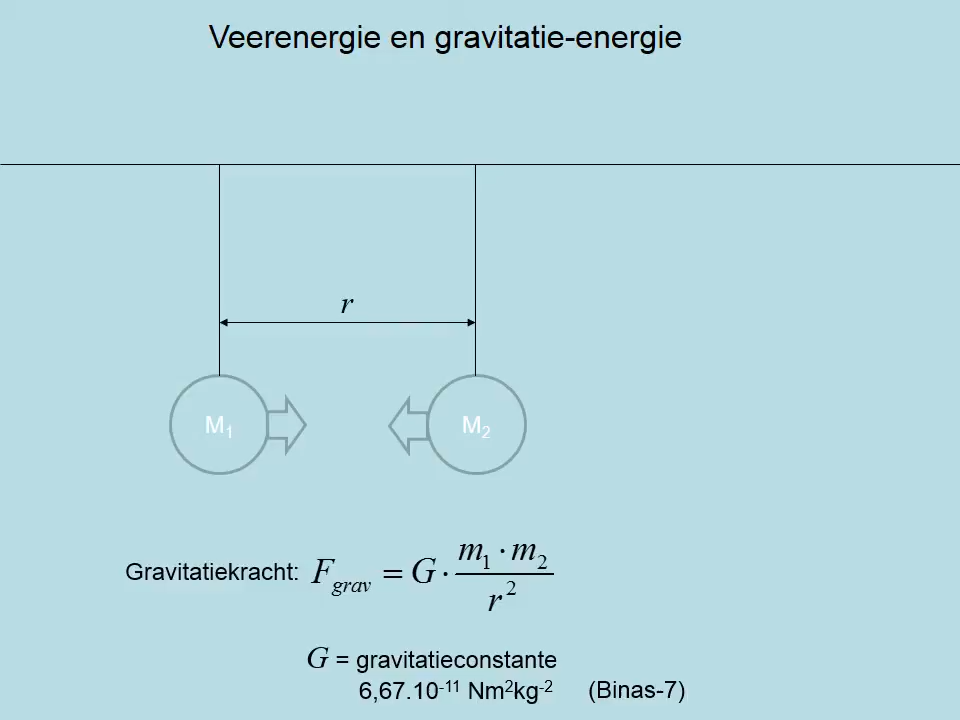 Veerenergie en gravitatie-energie
r
M₁ M₂
Gravitatiekracht: F_grav = G · (m₁ · m₂) / r²
G = gravitatieconstante
6,67.10⁻¹¹ Nm²kg⁻² (Binas-7)